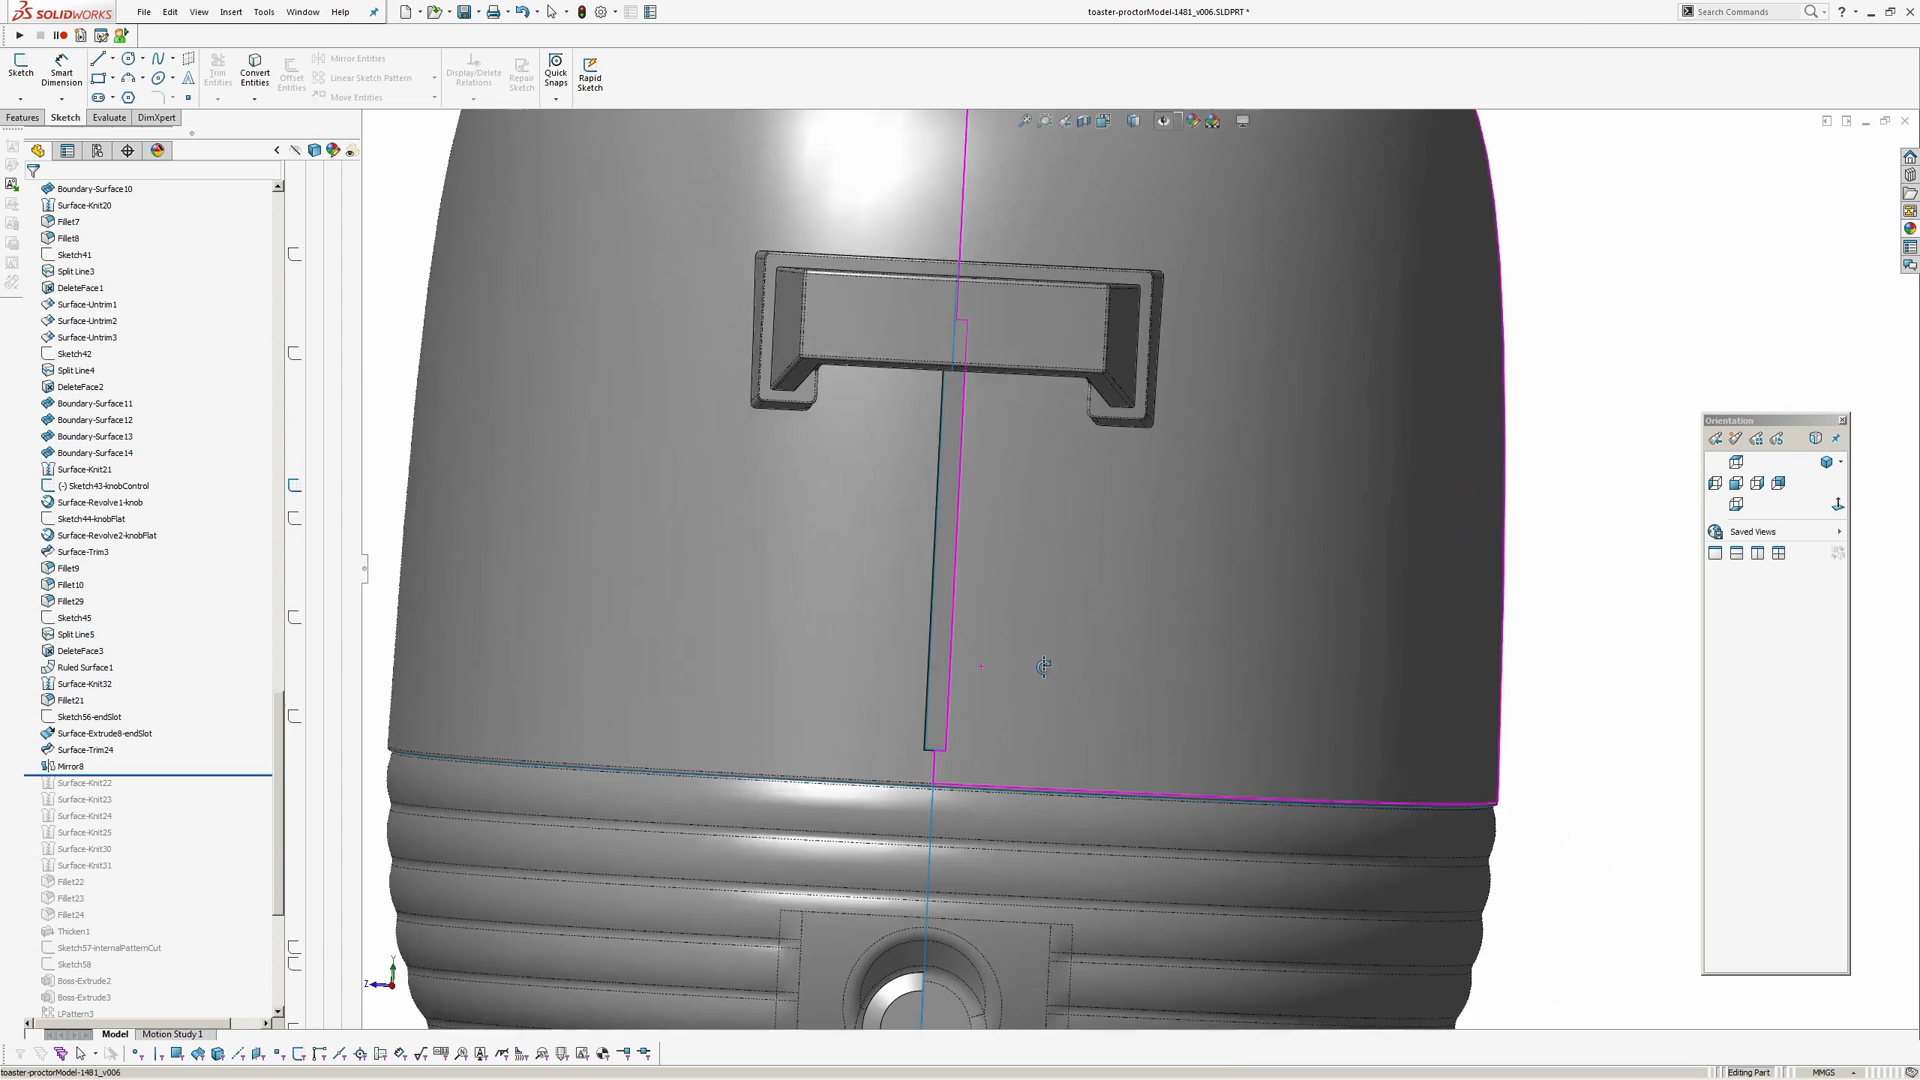 SOLIDWORKS File Edit View Insert Tools Window Help toaster-proctorModel-1481_v006.SLDPRT * Search Commands
Sketch Smart Dimension Trim Entities Convert Entities Offset Entities Mirror Entities Linear Sketch Pattern Move Entities Display/Delete Relations Repair Sketch Quick Snaps Rapid Sketch
Features Sketch Evaluate DimXpert
Boundary-Surface10
Surface-Knit20
Fillet7
Fillet8
Sketch41
Split Line3
DeleteFace1
Surface-Untrim1
Surface-Untrim2
Surface-Untrim3
Sketch42
Split Line4
DeleteFace2
Boundary-Surface11
Boundary-Surface12
Boundary-Surface13
Boundary-Surface14
Surface-Knit21
(-) Sketch43-knobControl
Surface-Revolve1-knob
Sketch44-knobFlat
Surface-Revolve2-knobFlat
Surface-Trim3
Fillet9
Fillet10
Fillet29
Sketch45
Split Line5
DeleteFace3
Ruled Surface1
Surface-Knit32
Fillet21
Sketch56-endSlot
Surface-Extrude8-endSlot
Surface-Trim24
Mirror8
Surface-Knit22
Surface-Knit23
Surface-Knit24
Surface-Knit25
Surface-Knit30
Surface-Knit31
Fillet22
Fillet23
Fillet24
Thicken1
Sketch57-internalPatternCut
Sketch58
Boss-Extrude2
Boss-Extrude3
LPattern3
Orientation
Saved Views
Y
Z
Model Motion Study 1
toaster-proctorModel-1481_v006 Editing Part MMGS